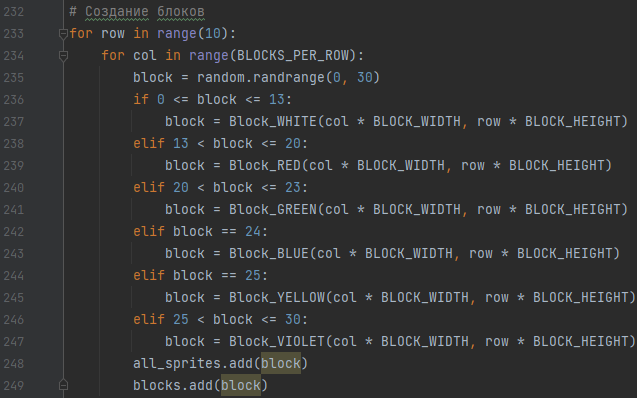 232 # Создание блоков
233 for row in range(10):
234     for col in range(BLOCKS_PER_ROW):
235         block = random.randrange(0, 30)
236         if 0 <= block <= 13:
237             block = Block_WHITE(col * BLOCK_WIDTH, row * BLOCK_HEIGHT)
238         elif 13 < block <= 20:
239             block = Block_RED(col * BLOCK_WIDTH, row * BLOCK_HEIGHT)
240         elif 20 < block <= 23:
241             block = Block_GREEN(col * BLOCK_WIDTH, row * BLOCK_HEIGHT)
242         elif block == 24:
243             block = Block_BLUE(col * BLOCK_WIDTH, row * BLOCK_HEIGHT)
244         elif block == 25:
245             block = Block_YELLOW(col * BLOCK_WIDTH, row * BLOCK_HEIGHT)
246         elif 25 < block <= 30:
247             block = Block_VIOLET(col * BLOCK_WIDTH, row * BLOCK_HEIGHT)
248         all_sprites.add(block)
249         blocks.add(block)